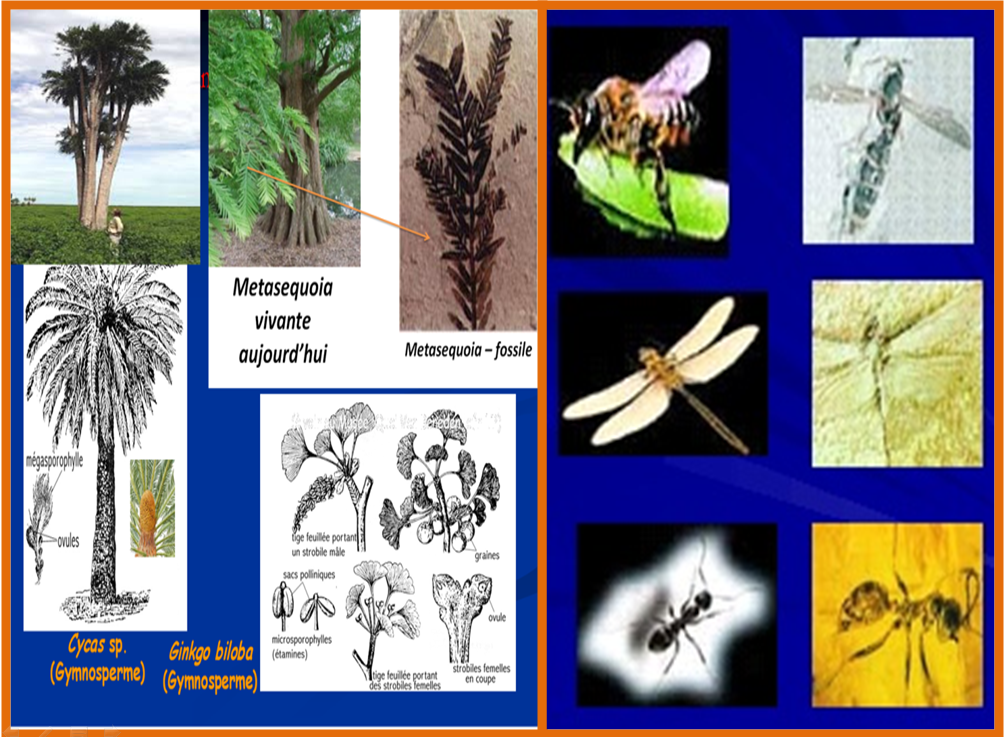 n
Metasequoia
vivante
aujourd’hui
Metasequoia – fossile
mégasporophylle
ovules
Cycas sp.
(Gymnosperme)
Ginkgo biloba
(Gymnosperme)
tige feuillée portant
un strobile mâle
graines
sacs polliniques
microsporophylles
(étamines)
tige feuillée portant
des strobiles femelles
ovule
strobiles femelles
en coupe